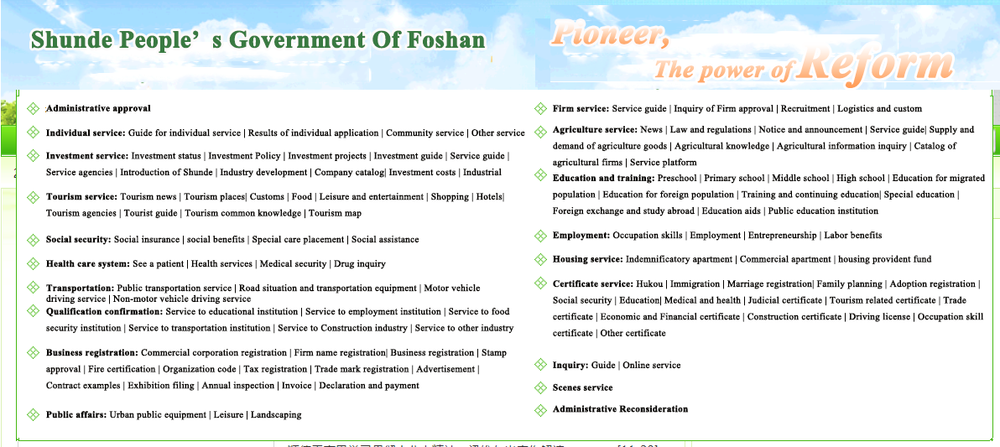 Shunde People’s Government Of Foshan
Pioneer,
The power of Reform
Administrative approval
Individual service: Guide for individual service | Results of individual application | Community service | Other service
Investment service: Investment status | Investment Policy | Investment projects | Investment guide | Service guide |
Service agencies | Introduction of Shunde | Industry development | Company catalog| Investment costs | Industrial
Tourism service: Tourism news | Tourism places| Customs | Food | Leisure and entertainment | Shopping | Hotels|
Tourism agencies | Tourist guide | Tourism common knowledge | Tourism map
Social security: Social insurance | social benefits | Special care placement | Social assistance
Health care system: See a patient | Health services | Medical security | Drug inquiry
Transportation: Public transportation service | Road situation and transportation equipment | Motor vehicle
driving service | Non-motor vehicle driving service
Qualification confirmation: Service to educational institution | Service to employment institution | Service to food
security institution | Service to transportation institution | Service to Construction industry | Service to other industry
Business registration: Commercial corporation registration | Firm name registration| Business registration | Stamp
approval | Fire certification | Organization code | Tax registration | Trade mark registration | Advertisement |
Contract examples | Exhibition filing | Annual inspection | Invoice | Declaration and payment
Public affairs: Urban public equipment | Leisure | Landscaping
Firm service: Service guide | Inquiry of Firm approval | Recruitment | Logistics and custom
Agriculture service: News | Law and regulations | Notice and announcement | Service guide| Supply and
demand of agriculture goods | Agricultural knowledge | Agricultural information inquiry | Catalog of
agricultural firms | Service platform
Education and training: Preschool | Primary school | Middle school | High school | Education for migrated
population | Education for foreign population | Training and continuing education| Special education |
Foreign exchange and study abroad | Education aids | Public education institution
Employment: Occupation skills | Employment | Entrepreneurship | Labor benefits
Housing service: Indemnificatory apartment | Commercial apartment | housing provident fund
Certificate service: Hukou | Immigration | Marriage registration| Family planning | Adoption registration |
Social security | Education| Medical and health | Judicial certificate | Tourism related certificate | Trade
certificate | Economic and Financial certificate | Construction certificate | Driving license | Occupation skill
certificate | Other certificate
Inquiry: Guide | Online service
Scenes service
Administrative Reconsideration